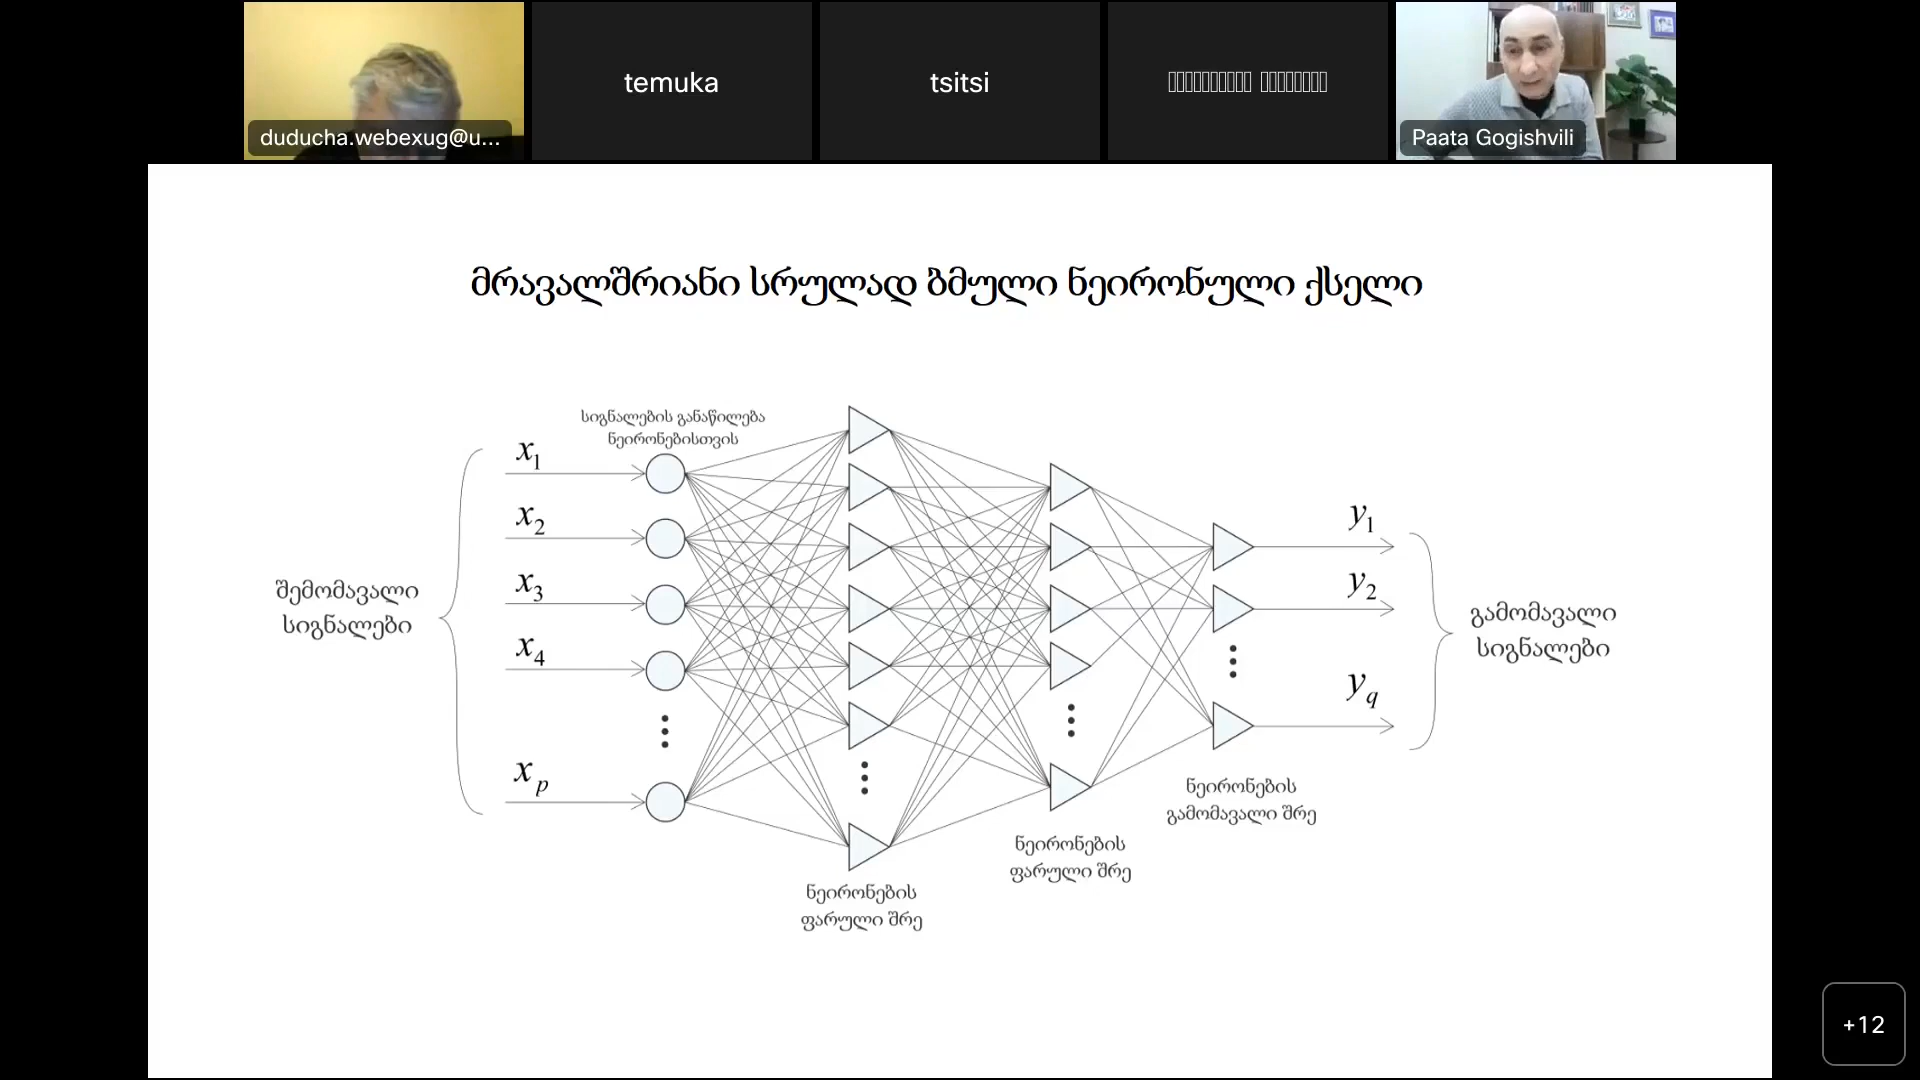 temuka
tsitsi
duducha.webexug@u...
Paata Gogishvili
მრავალშრიანი სრულად ბმული ნეირონული ქსელი
სიგნალების განაწილება
ნეირონებისთვის
x1
x2
x3
x4
xp
შემომავალი
სიგნალები
y1
y2
yq
გამომავალი
სიგნალები
ნეირონების
გამომავალი შრე
ნეირონების
ფარული შრე
ნეირონების
ფარული შრე
+12